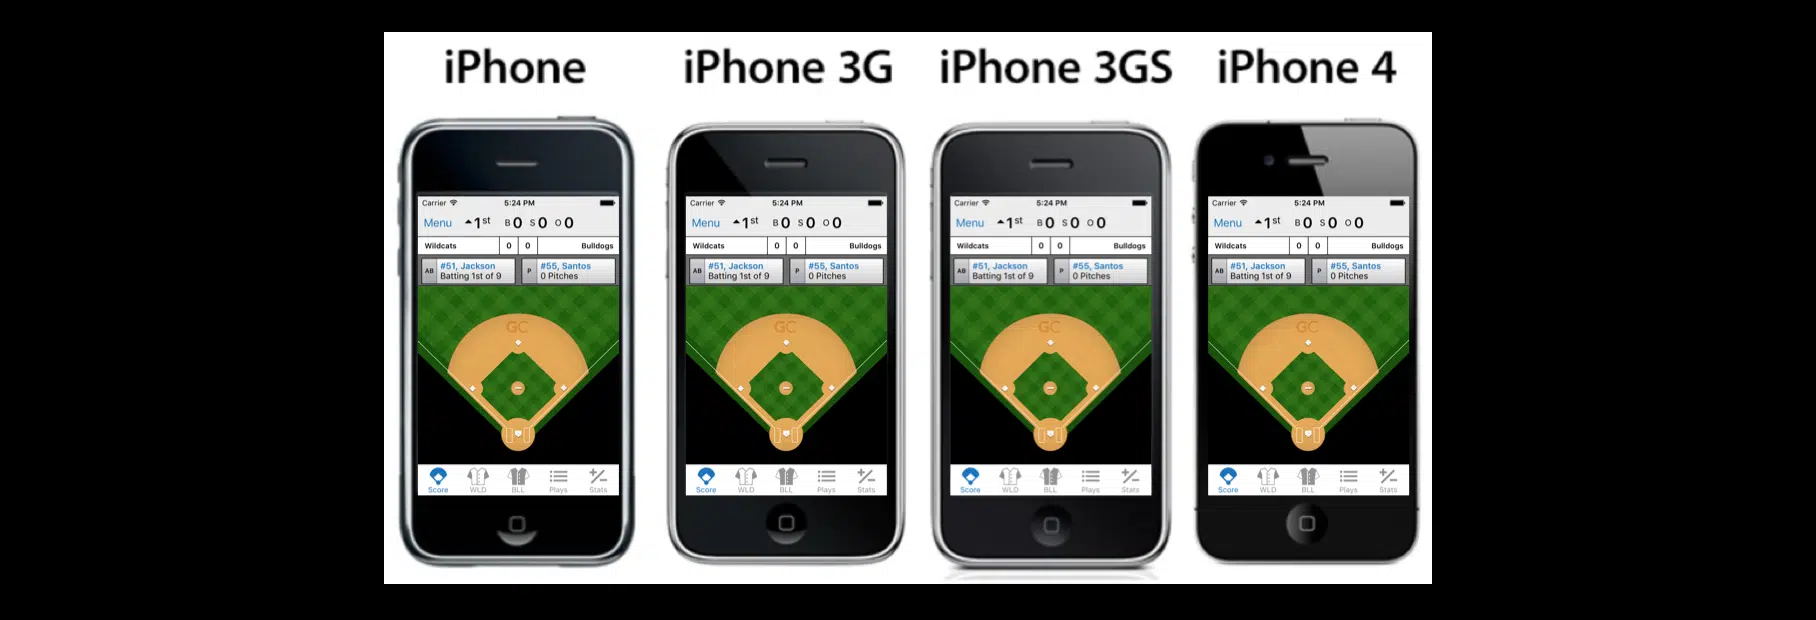 iPhone
iPhone 3G
iPhone 3GS
iPhone 4
Carrier 5:24 PM
Menu 1st B 0 S 0 O 0
Wildcats 0 0 Bulldogs
AB #51, Jackson Batting 1st of 9 P #55, Santos 0 Pitches
GC
Score WLD BLL Plays Stats
Carrier 5:24 PM
Menu 1st B 0 S 0 O 0
Wildcats 0 0 Bulldogs
AB #51, Jackson Batting 1st of 9 P #55, Santos 0 Pitches
GC
Score WLD BLL Plays Stats
Carrier 5:24 PM
Menu 1st B 0 S 0 O 0
Wildcats 0 0 Bulldogs
AB #51, Jackson Batting 1st of 9 P #55, Santos 0 Pitches
GC
Score WLD BLL Plays Stats
Carrier 5:24 PM
Menu 1st B 0 S 0 O 0
Wildcats 0 0 Bulldogs
AB #51, Jackson Batting 1st of 9 P #55, Santos 0 Pitches
GC
Score WLD BLL Plays Stats